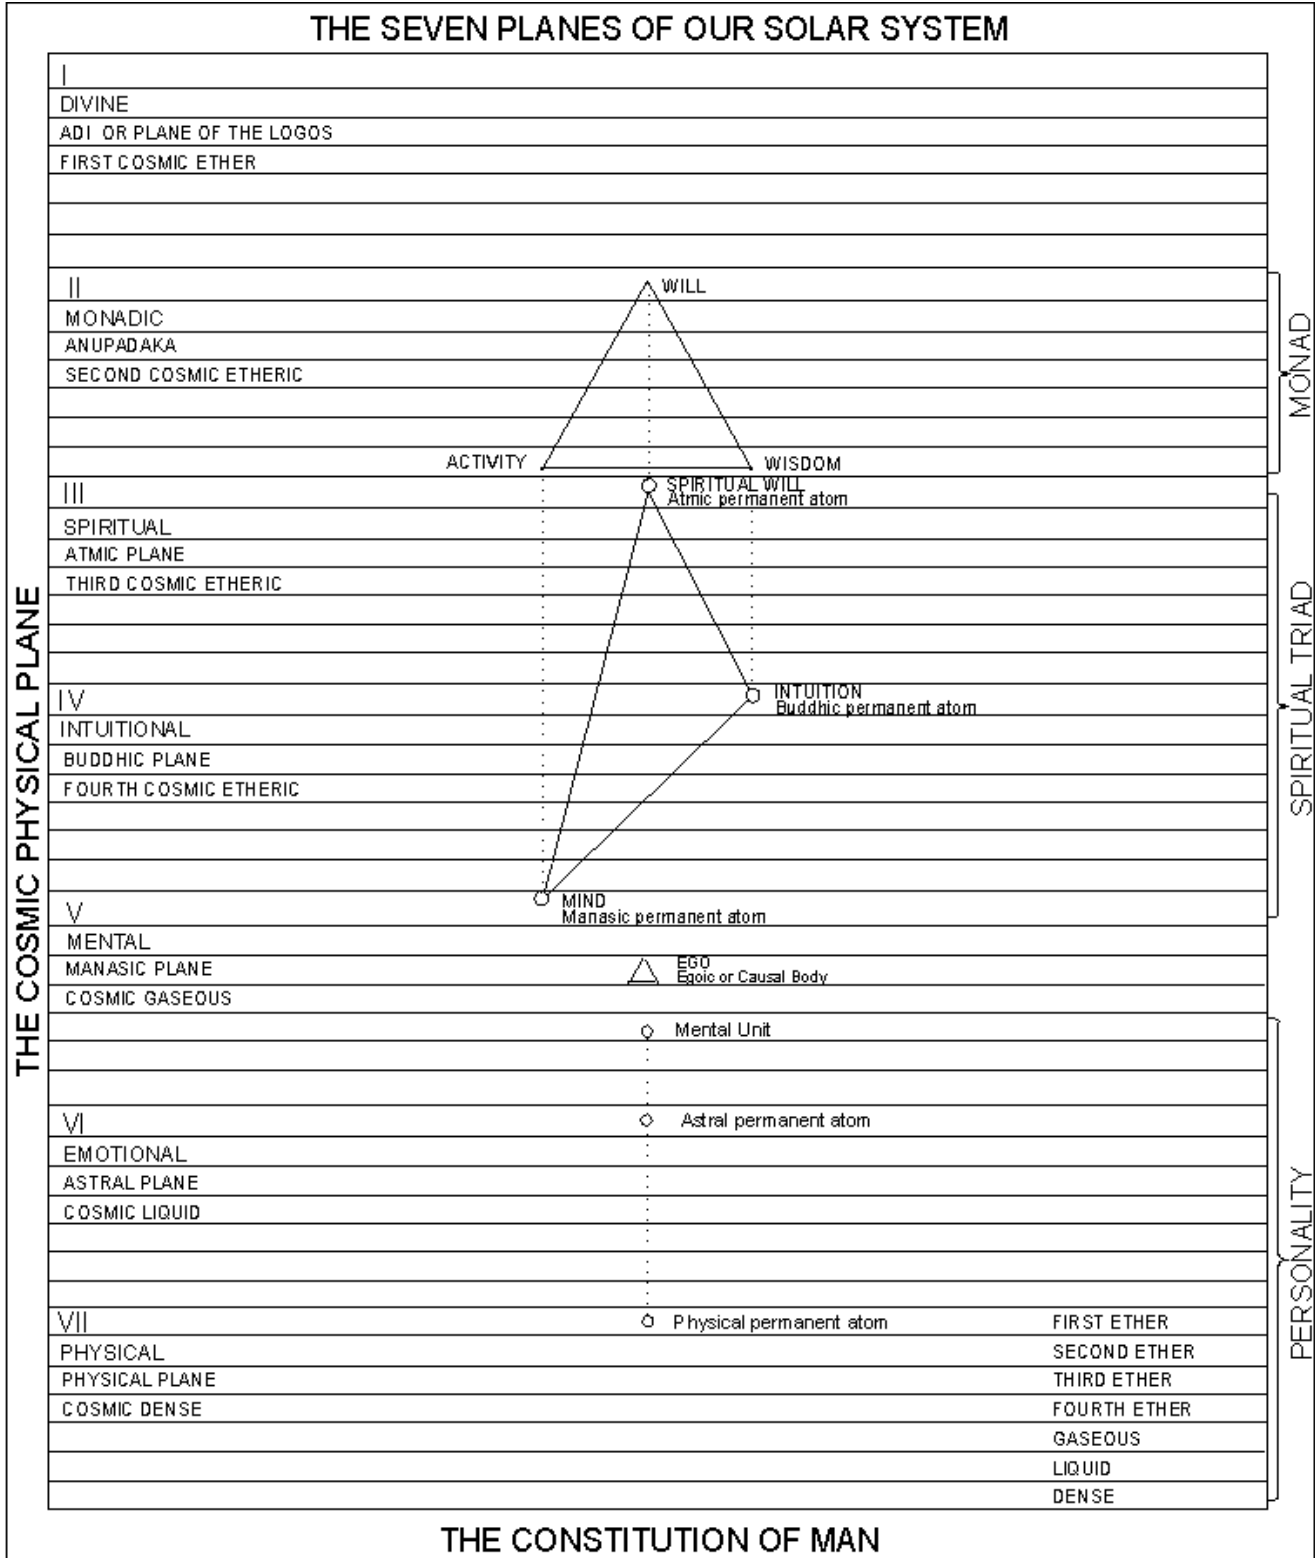 THE SEVEN PLANES OF OUR SOLAR SYSTEM
I
DIVINE
ADI OR PLANE OF THE LOGOS
FIRST COSMIC ETHER
II
WILL
MONADIC
ANUPADAKA
SECOND COSMIC ETHERIC
ACTIVITY
WISDOM
MONAD
III
SPIRITUAL WILL
Atmic permanent atom
SPIRITUAL
ATMIC PLANE
THIRD COSMIC ETHERIC
IV
INTUITION
Buddhic permanent atom
INTUITIONAL
BUDDHIC PLANE
FOURTH COSMIC ETHERIC
SPIRITUAL TRIAD
THE COSMIC PHYSICAL PLANE
V
MIND
Manasic permanent atom
MENTAL
MANASIC PLANE
EGO
Egoic or Causal Body
COSMIC GASEOUS
Mental Unit
VI
Astral permanent atom
EMOTIONAL
ASTRAL PLANE
COSMIC LIQUID
PERSONALITY
VII
Physical permanent atom
FIRST ETHER
PHYSICAL
SECOND ETHER
PHYSICAL PLANE
THIRD ETHER
COSMIC DENSE
FOURTH ETHER
GASEOUS
LIQUID
DENSE
THE CONSTITUTION OF MAN